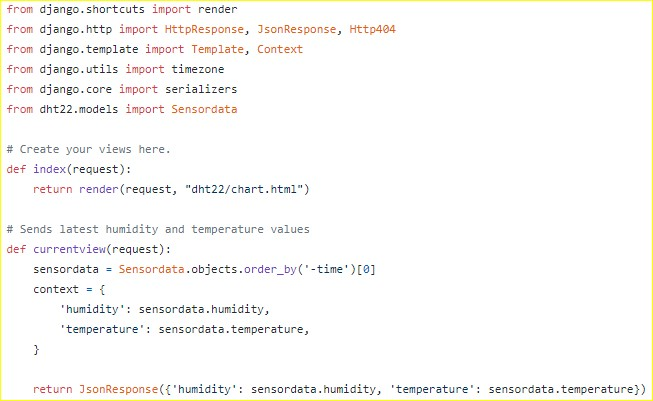 from django.shortcuts import render
from django.http import HttpResponse, JsonResponse, Http404
from django.template import Template, Context
from django.utils import timezone
from django.core import serializers
from dht22.models import Sensordata
# Create your views here.
def index(request):
    return render(request, "dht22/chart.html")
# Sends latest humidity and temperature values
def currentview(request):
    sensordata = Sensordata.objects.order_by('-time')[0]
    context = {
        'humidity': sensordata.humidity,
        'temperature': sensordata.temperature,
    }
    return JsonResponse({'humidity': sensordata.humidity, 'temperature': sensordata.temperature})